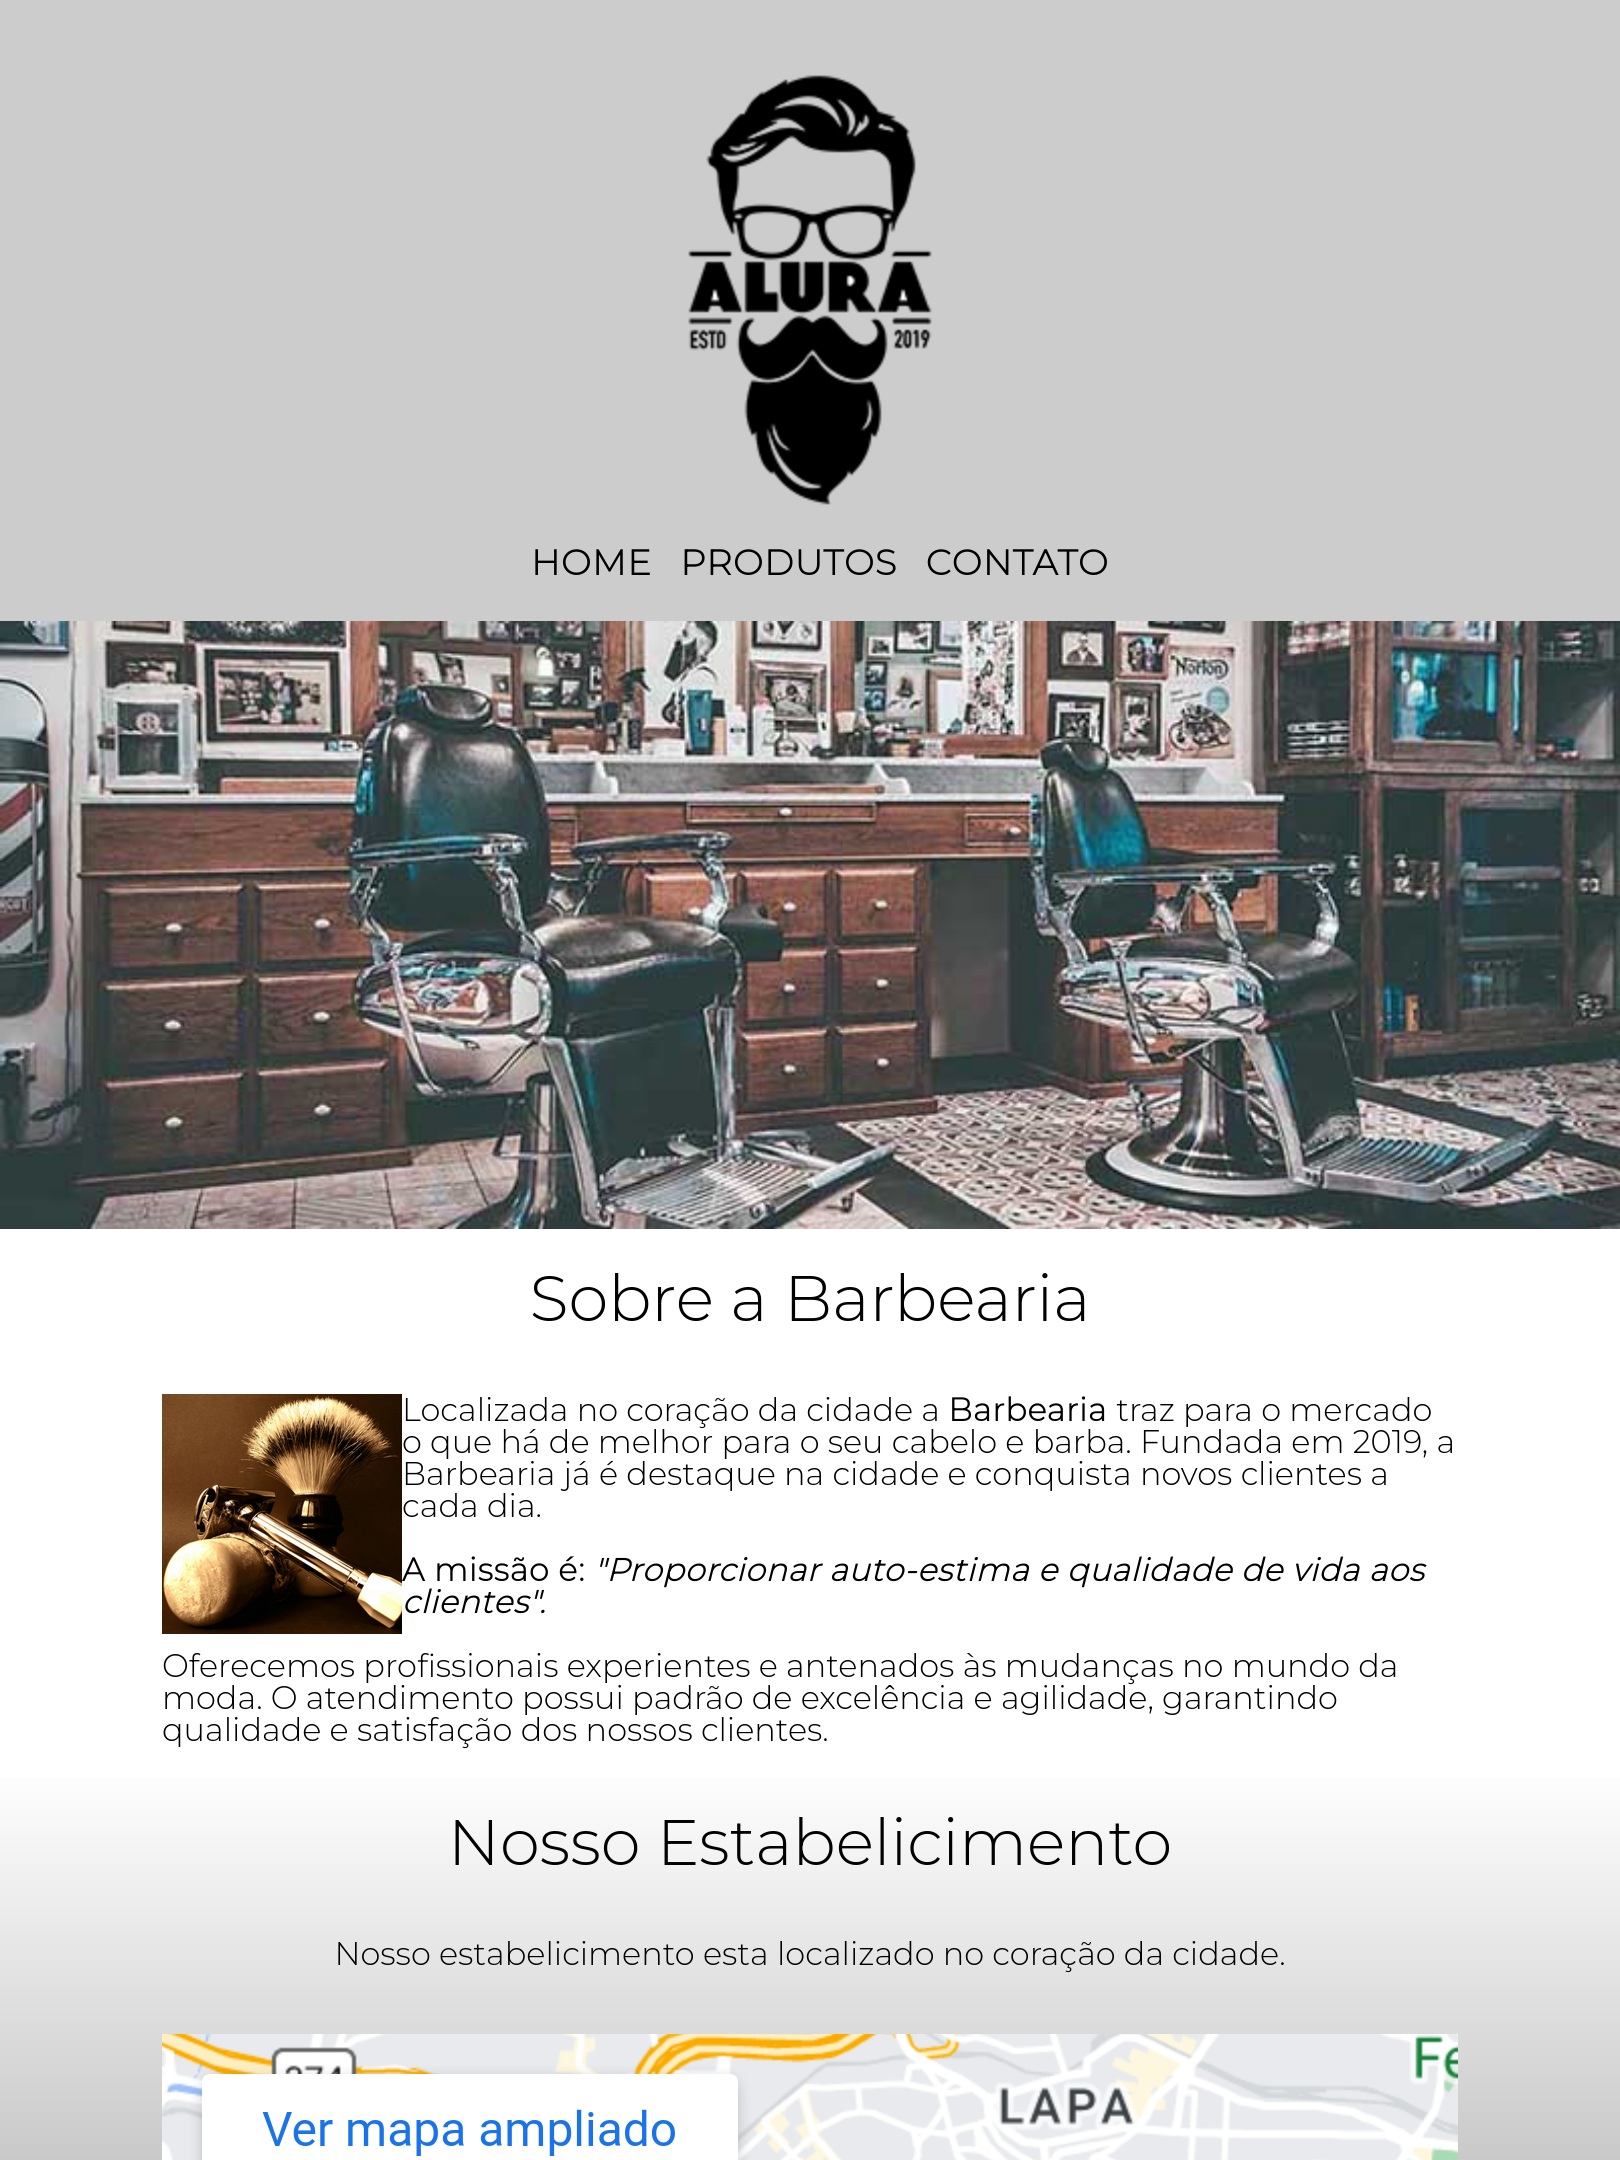 ALURA
ESTD 2019
HOME PRODUTOS CONTATO
Norton
Sobre a Barbearia
Localizada no coração da cidade a Barbearia traz para o mercado
o que há de melhor para o seu cabelo e barba. Fundada em 2019, a
Barbearia já é destaque na cidade e conquista novos clientes a
cada dia.
A missão é: "Proporcionar auto-estima e qualidade de vida aos
clientes".
Oferecemos profissionais experientes e antenados às mudanças no mundo da
moda. O atendimento possui padrão de excelência e agilidade, garantindo
qualidade e satisfação dos nossos clientes.
Nosso Estabelicimento
Nosso estabelicimento esta localizado no coração da cidade.
LAPA
Ver mapa ampliado